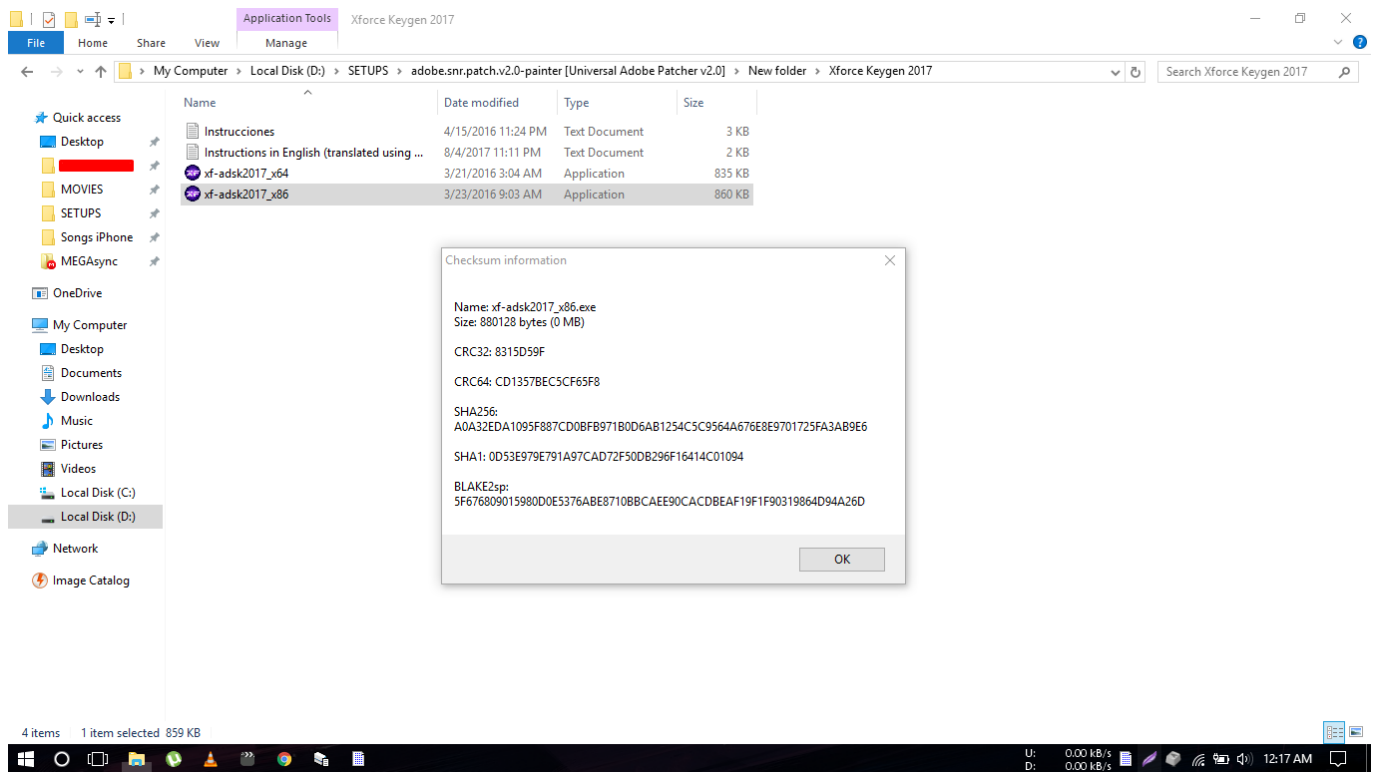 Application Tools Xforce Keygen 2017
File Home Share View Manage
My Computer Local Disk (D:) SETUPS adobe.snr.patch.v2.0-painter [Universal Adobe Patcher v2.0] New folder Xforce Keygen 2017
Search Xforce Keygen 2017
Name Date modified Type Size
Instrucciones 4/15/2016 11:24 PM Text Document 3 KB
Instructions in English (translated using ... 8/4/2017 11:11 PM Text Document 2 KB
xf-adsk2017_x64 3/21/2016 3:04 AM Application 835 KB
xf-adsk2017_x86 3/23/2016 9:03 AM Application 860 KB
Quick access
Desktop
MOVIES
SETUPS
Songs iPhone
MEGAsync
OneDrive
My Computer
Desktop
Documents
Downloads
Music
Pictures
Videos
Local Disk (C:)
Local Disk (D:)
Network
Image Catalog
Checksum information
Name: xf-adsk2017_x86.exe
Size: 880128 bytes (0 MB)
CRC32: 8315D59F
CRC64: CD1357BEC5CF65F8
SHA256:
A0A32EDA1095F887CD0BFB971B0D6AB1254C5C9564A676E8E9701725FA3AB9E6
SHA1: 0D53E979E791A97CAD72F50DB296F16414C01094
BLAKE2sp:
5F676809015980D0E5376ABE8710BBCAEE90CACDBEAF19F1F90319864D94A26D
OK
4 items 1 item selected 859 KB
U: 0.00 kB/s
D: 0.00 kB/s
12:17 AM